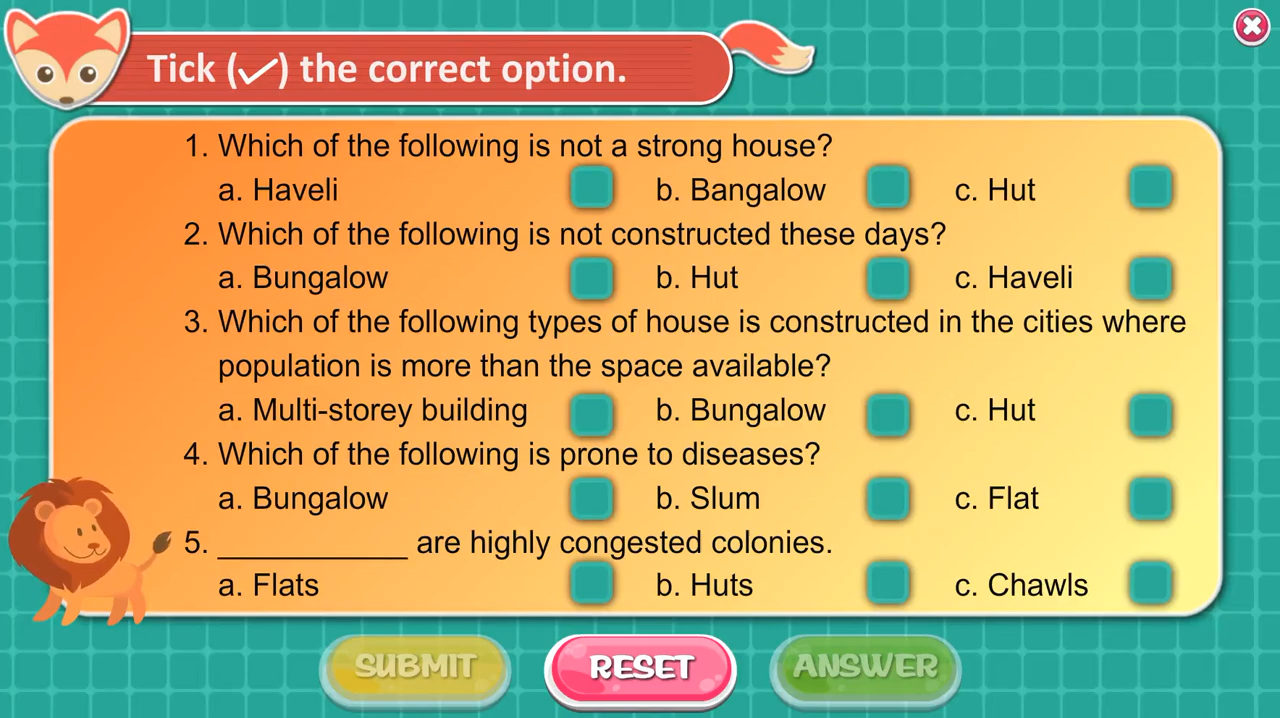 Tick (✓) the correct option.
1. Which of the following is not a strong house?
a. Haveli b. Bangalow c. Hut
2. Which of the following is not constructed these days?
a. Bungalow b. Hut c. Haveli
3. Which of the following types of house is constructed in the cities where
population is more than the space available?
a. Multi-storey building b. Bungalow c. Hut
4. Which of the following is prone to diseases?
a. Bungalow b. Slum c. Flat
5. ___________ are highly congested colonies.
a. Flats b. Huts c. Chawls
SUBMIT RESET ANSWER